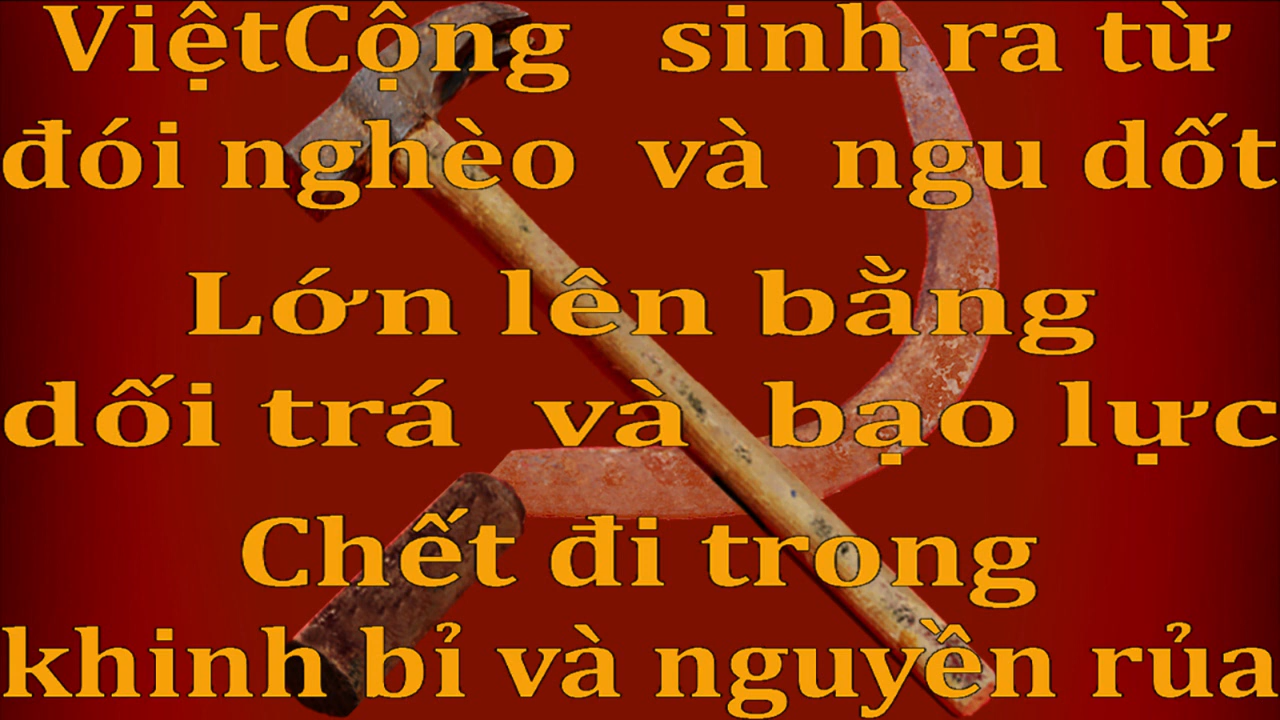 ViệtCộng sinh ra từ
đói nghèo và ngu dốt
Lớn lên bằng
dối trá và bạo lực
Chết đi trong
khinh bỉ và nguyền rủa